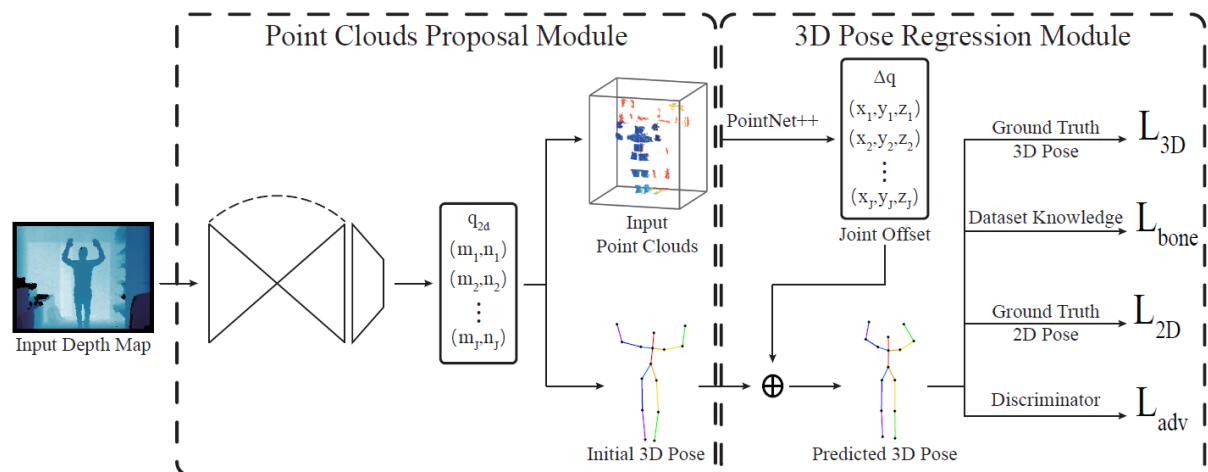 Point Clouds Proposal Module
3D Pose Regression Module
Input Depth Map
q2d
(m1,n1)
(m2,n2)
⋮
(mJ,nJ)
Input
Point Clouds
Initial 3D Pose
PointNet++
Δq
(x1,y1,z1)
(x2,y2,z2)
⋮
(xJ,yJ,zJ)
Joint Offset
Predicted 3D Pose
Ground Truth
3D Pose
L3D
Dataset Knowledge
Lbone
Ground Truth
2D Pose
L2D
Discriminator
Ladv